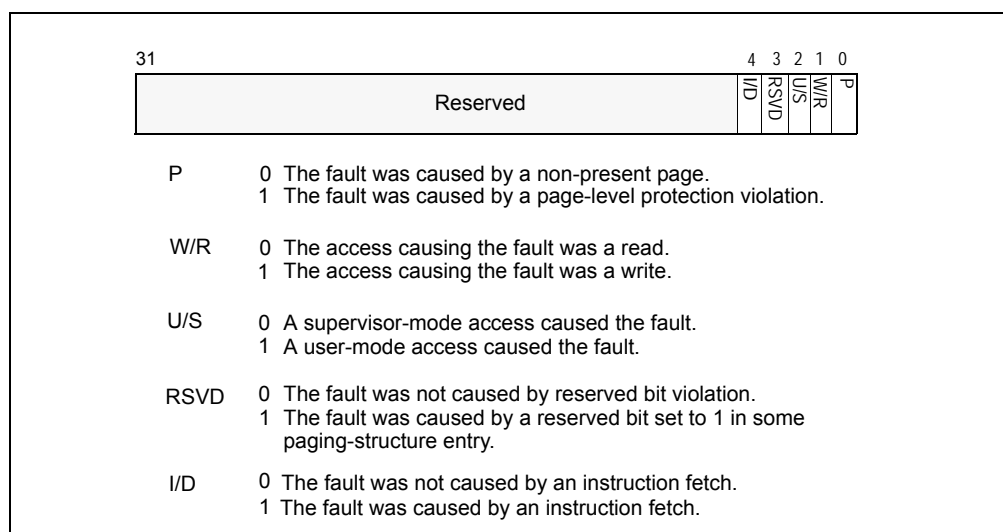 31 4 3 2 1 0
Reserved I/D RSVD U/S W/R P
P 0 The fault was caused by a non-present page.
1 The fault was caused by a page-level protection violation.
W/R 0 The access causing the fault was a read.
1 The access causing the fault was a write.
U/S 0 A supervisor-mode access caused the fault.
1 A user-mode access caused the fault.
RSVD 0 The fault was not caused by reserved bit violation.
1 The fault was caused by a reserved bit set to 1 in some
paging-structure entry.
I/D 0 The fault was not caused by an instruction fetch.
1 The fault was caused by an instruction fetch.